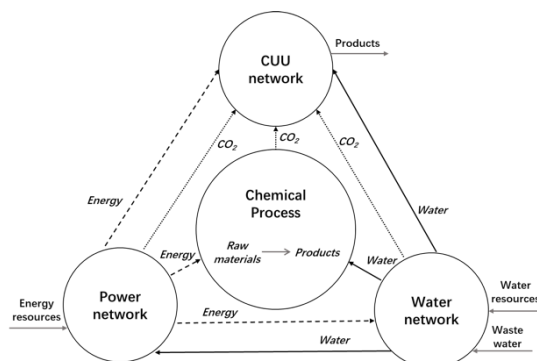 CUU
network
Products
CO2
CO2
CO2
Energy
Water
Chemical
Process
Raw
materials
Products
Energy
Water
Power
network
Energy
resources
Energy
Water
Water
network
Water
resources
Waste
water